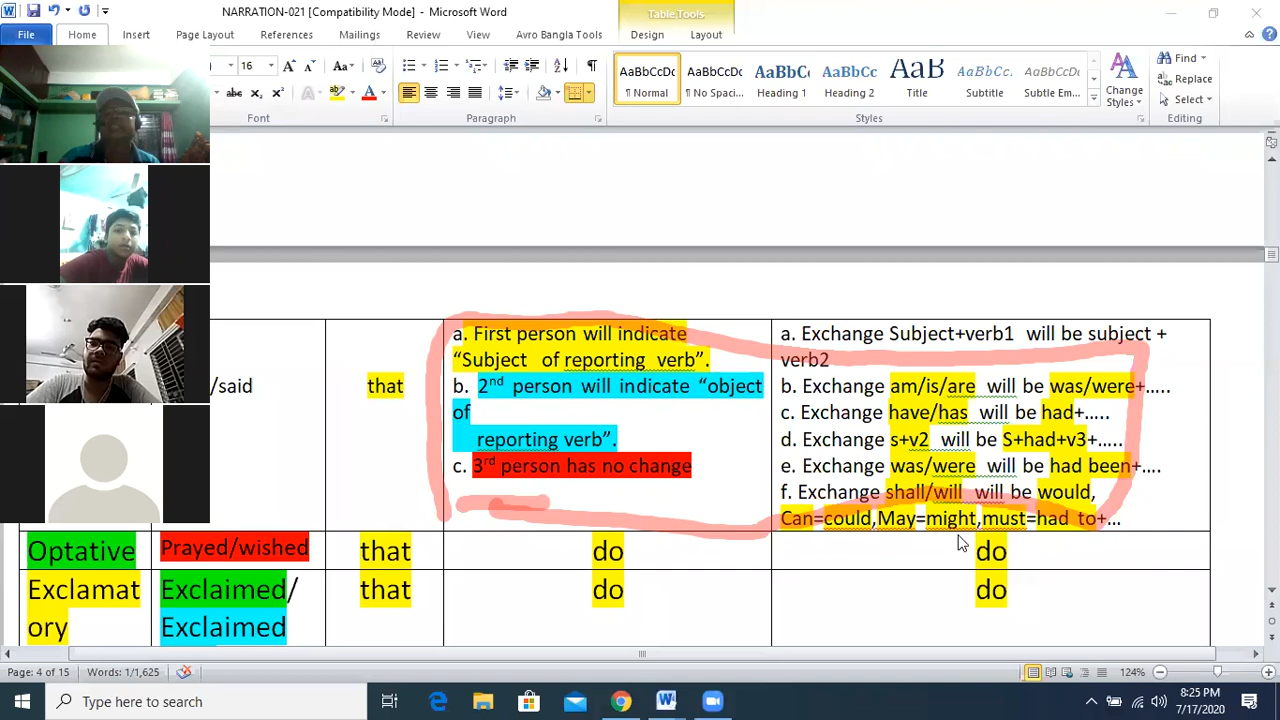 NARRATION-021 [Compatibility Mode] - Microsoft Word
Table Tools
File Home Insert Page Layout References Mailings Review View Avro Bangla Tools Design Layout
16
Aa
AaBbCcDc AaBbCcDc AaBbCc AaBbCc AaB AaBbCc. AaBbCcDc
¶ Normal ¶ No Spaci... Heading 1 Heading 2 Title Subtitle Subtle Em...
Change Styles
Find
Replace
Select
Font Paragraph Styles Editing
/said
that
a. First person will indicate
“Subject of reporting verb”.
b. 2nd person will indicate “object
of
reporting verb”.
c. 3rd person has no change
a. Exchange Subject+verb1 will be subject +
verb2
b. Exchange am/is/are will be was/were+.....
c. Exchange have/has will be had+.....
d. Exchange s+v2 will be S+had+v3+.....
e. Exchange was/were will be had been+....
f. Exchange shall/will will be would,
Can=could,May=might,must=had to+...
Optative Prayed/wished that do do
Exclamat Exclaimed/ that do do
ory Exclaimed
Page: 4 of 15 Words: 1/1,625 124%
Type here to search
8:25 PM
7/17/2020